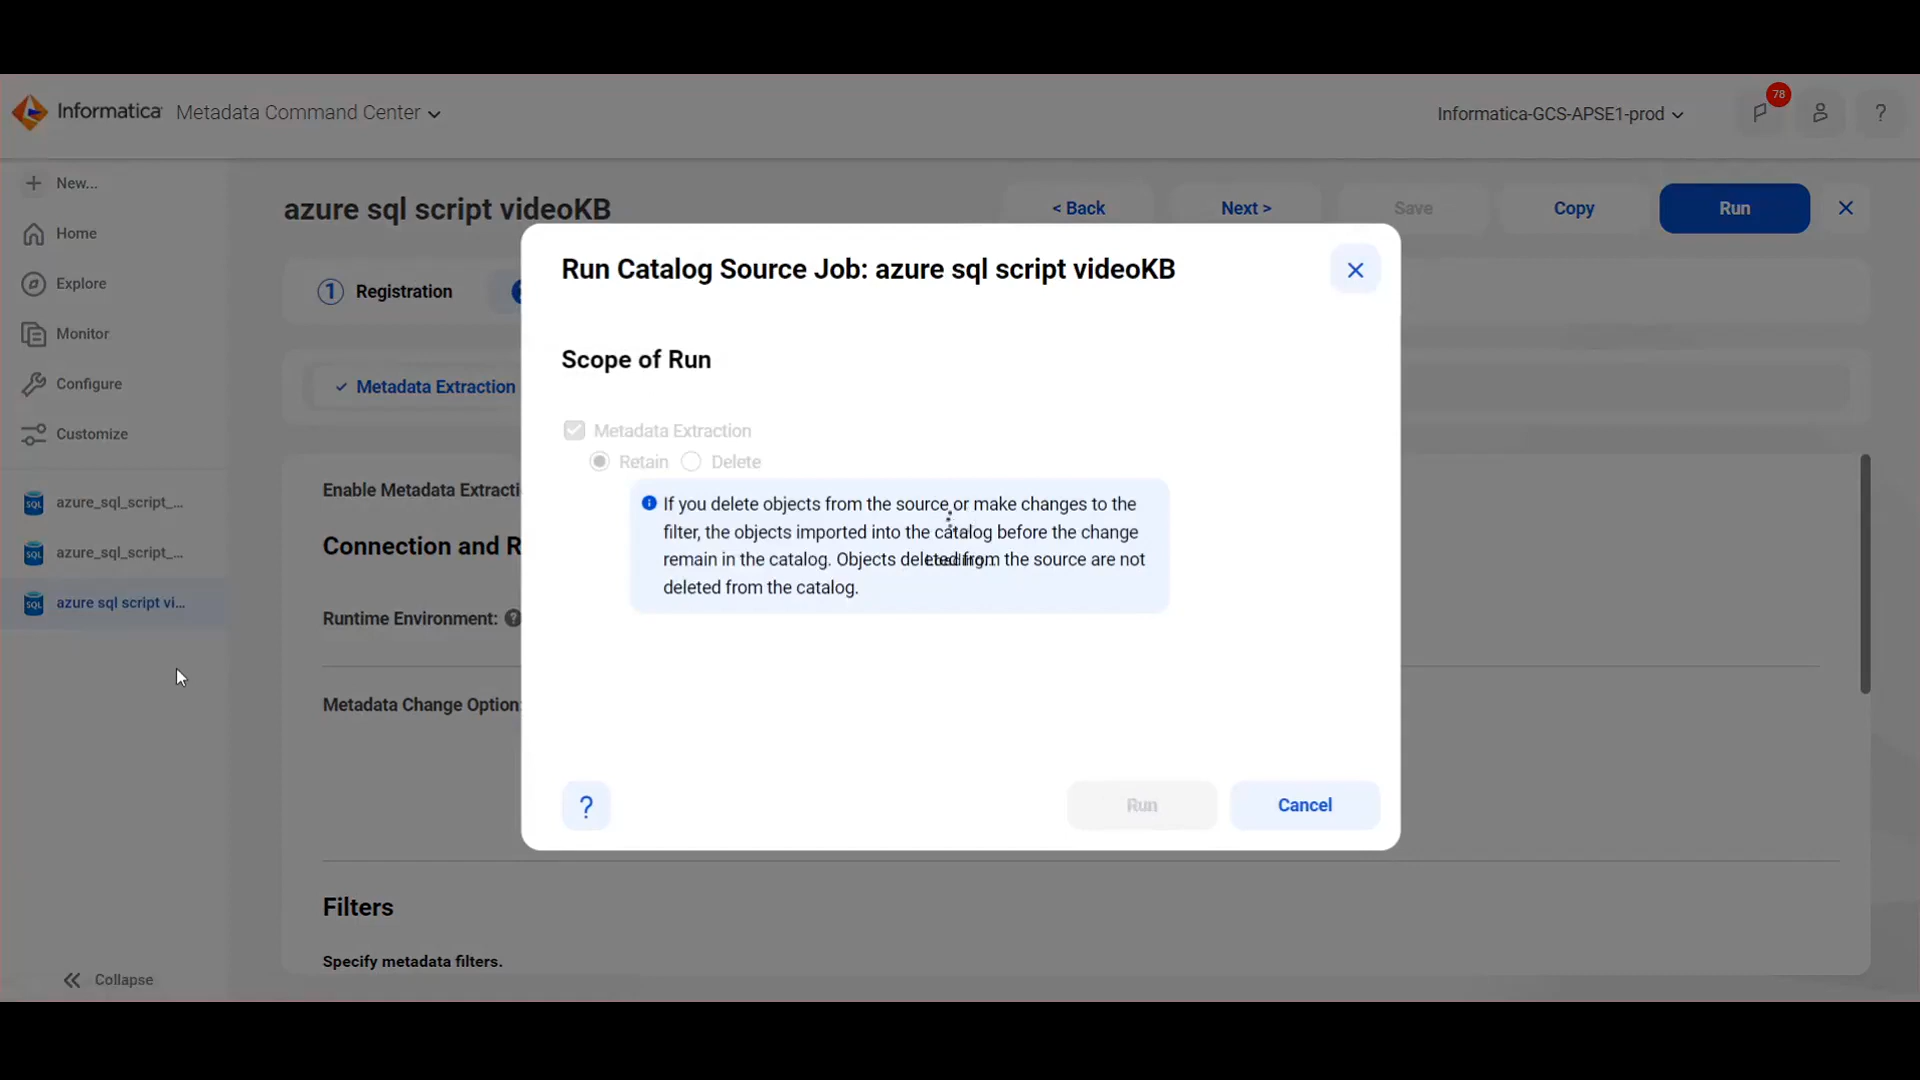 Informatica
Metadata Command Center
Informatica-GCS-APSE1-prod
78
?
New...
Home
Explore
Monitor
Configure
Customize
SQL azure_sql_script_...
SQL azure_sql_script_...
SQL azure sql script vi...
Collapse
azure sql script videoKB
< Back
Next >
Save
Copy
Run
1 Registration
Metadata Extraction
Enable Metadata Extracti
Connection and R
Runtime Environment: ?
Metadata Change Option:
Filters
Specify metadata filters.
Run Catalog Source Job: azure sql script videoKB
Scope of Run
Metadata Extraction
Retain Delete
If you delete objects from the source or make changes to the
filter, the objects imported into the catalog before the change
remain in the catalog. Objects deleted from the source are not
deleted from the catalog.
Loading...
?
Run
Cancel